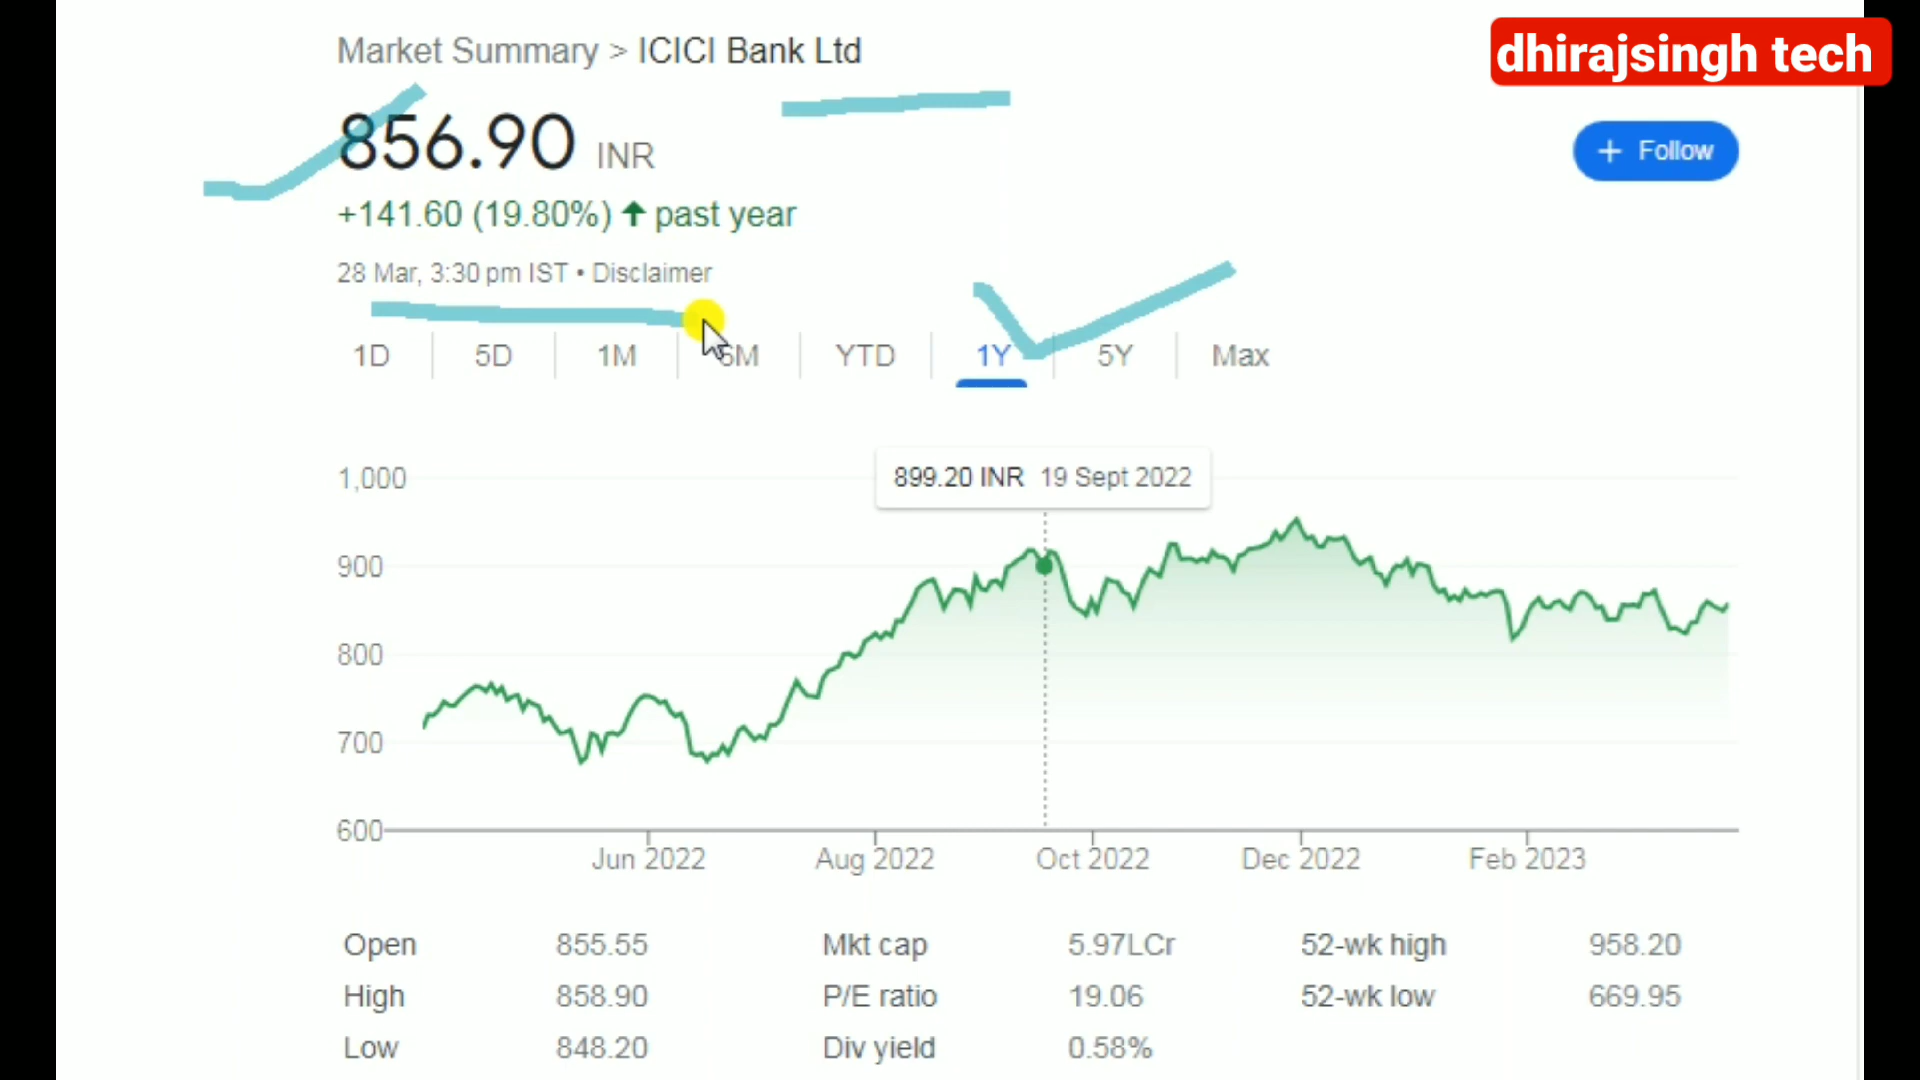 dhirajsingh tech
Market Summary > ICICI Bank Ltd
856.90 INR
+ Follow
+141.60 (19.80%) ↑ past year
28 Mar, 3:30 pm IST • Disclaimer
1D 5D 1M 6M YTD 1Y 5Y Max
899.20 INR 19 Sept 2022
1,000
900
800
700
600
Jun 2022 Aug 2022 Oct 2022 Dec 2022 Feb 2023
Open 855.55 Mkt cap 5.97LCr 52-wk high 958.20
High 858.90 P/E ratio 19.06 52-wk low 669.95
Low 848.20 Div yield 0.58%